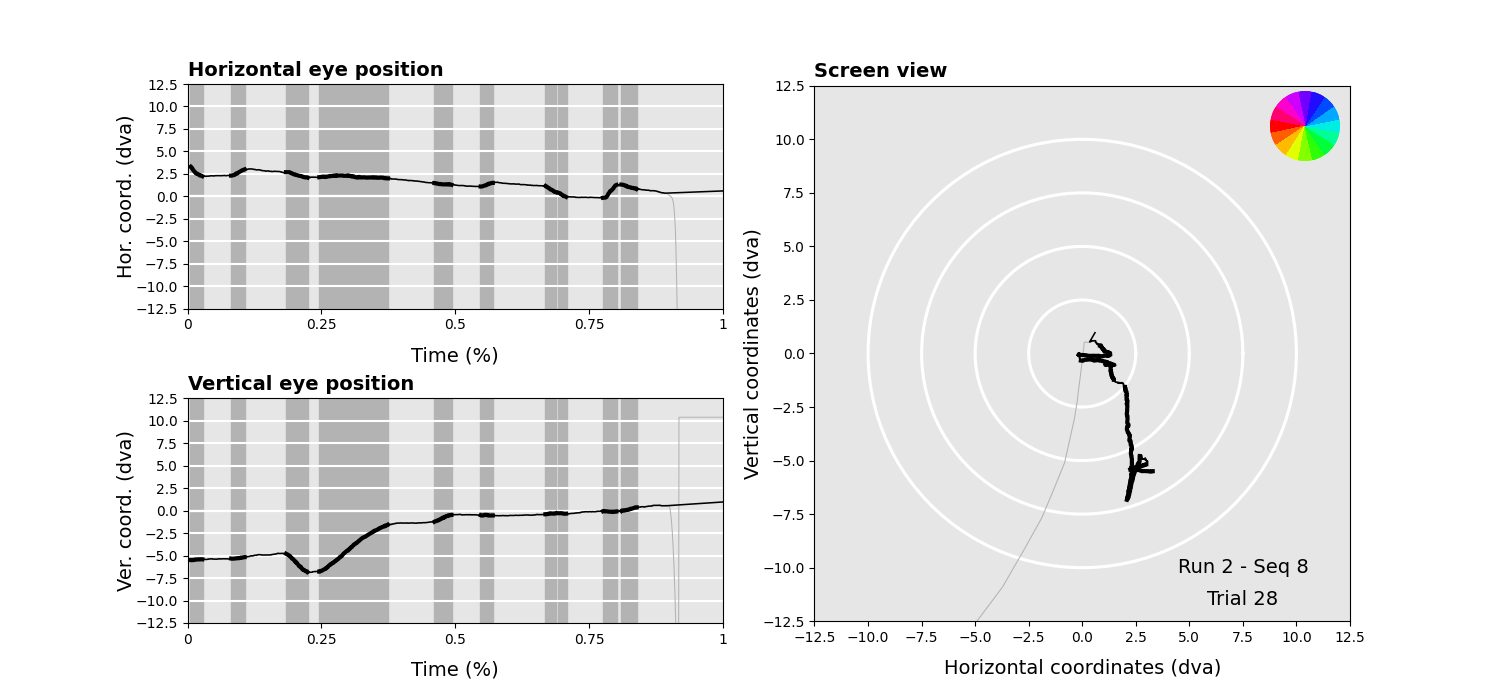 Horizontal eye position
12.5
10.0
7.5
5.0
2.5
0.0
−2.5
−5.0
−7.5
−10.0
−12.5
Hor. coord. (dva)
0 0.25 0.5 0.75 1
Time (%)
Vertical eye position
12.5
10.0
7.5
5.0
2.5
0.0
−2.5
−5.0
−7.5
−10.0
−12.5
Ver. coord. (dva)
0 0.25 0.5 0.75 1
Time (%)
Screen view
12.5
10.0
7.5
5.0
2.5
0.0
−2.5
−5.0
−7.5
−10.0
−12.5
Vertical coordinates (dva)
Run 2 - Seq 8
Trial 28
−12.5 −10.0 −7.5 −5.0 −2.5 0.0 2.5 5.0 7.5 10.0 12.5
Horizontal coordinates (dva)